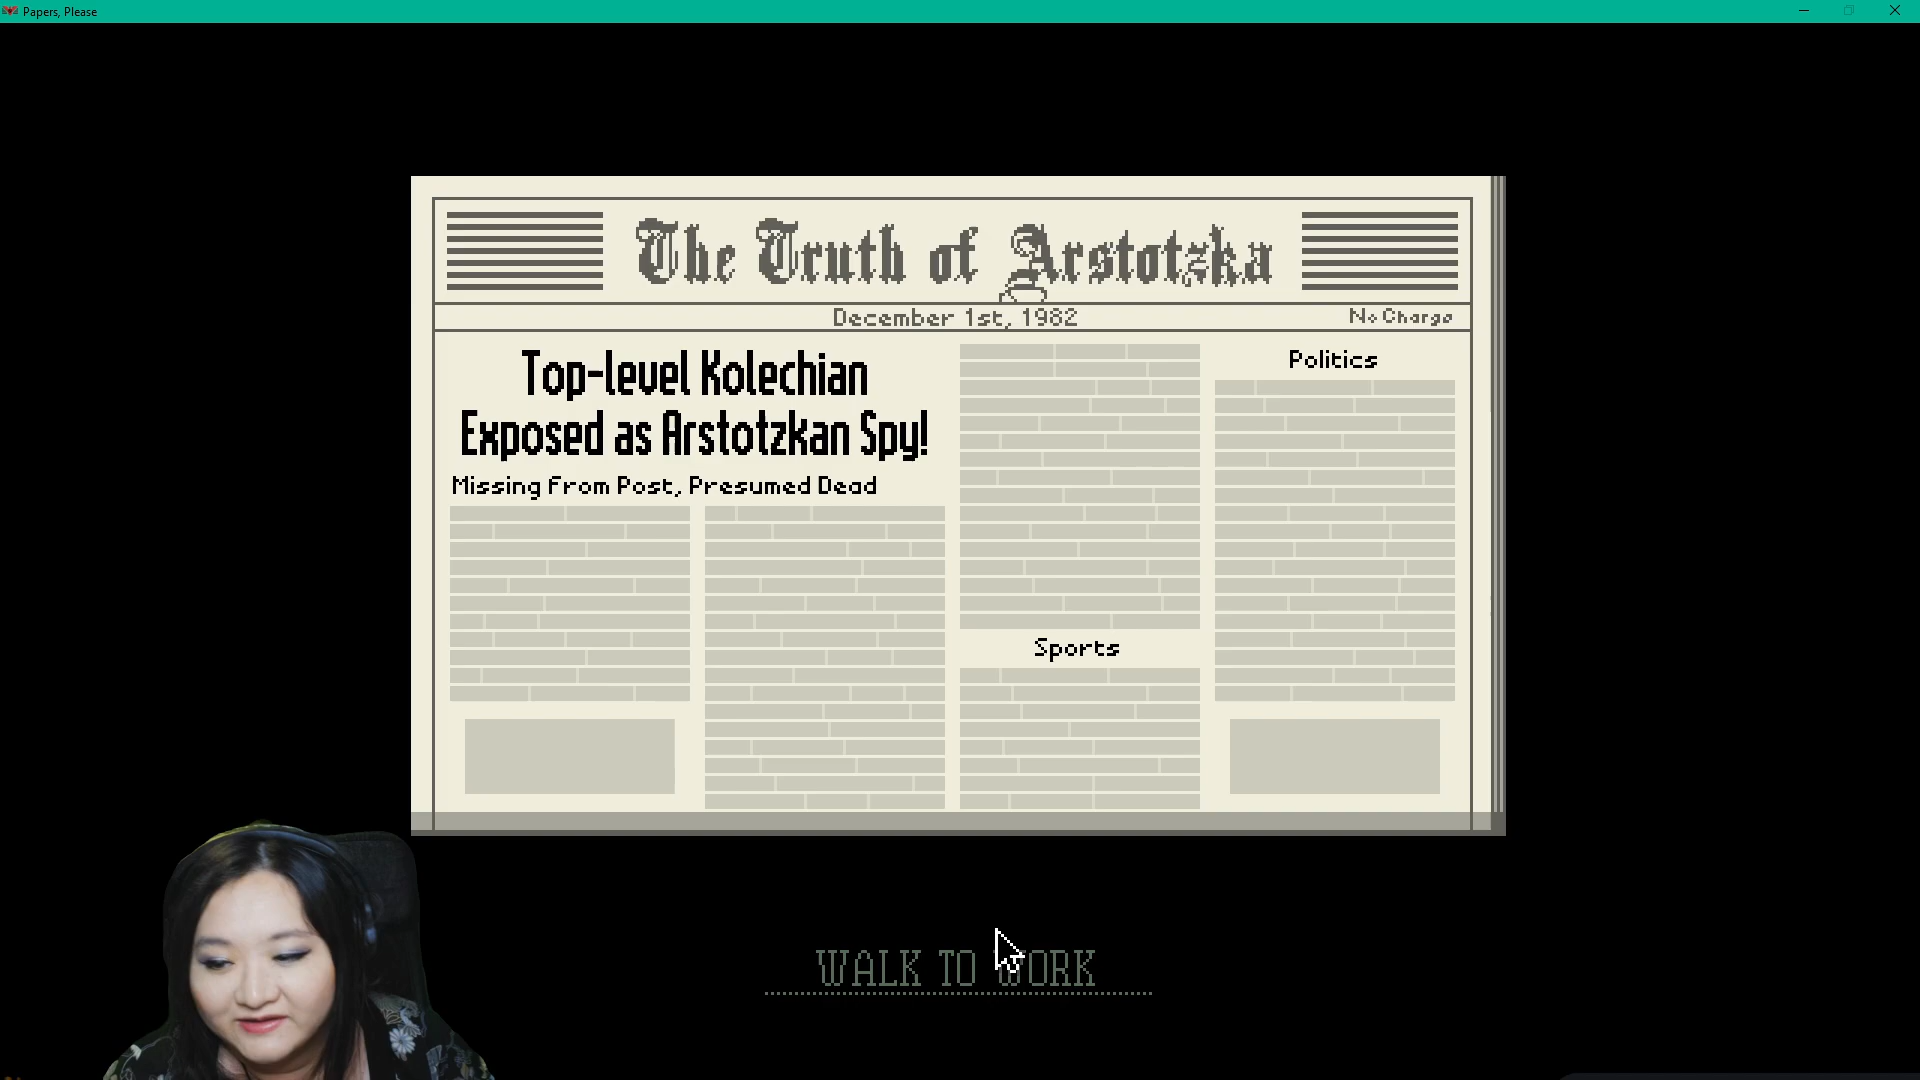 Papers, Please
The Truth of Arstotzka
December 1st, 1982
No Charge
Top-level Kolechian
Exposed as Arstotzkan Spy!
Missing From Post, Presumed Dead
Sports
Politics
WALK TO WORK